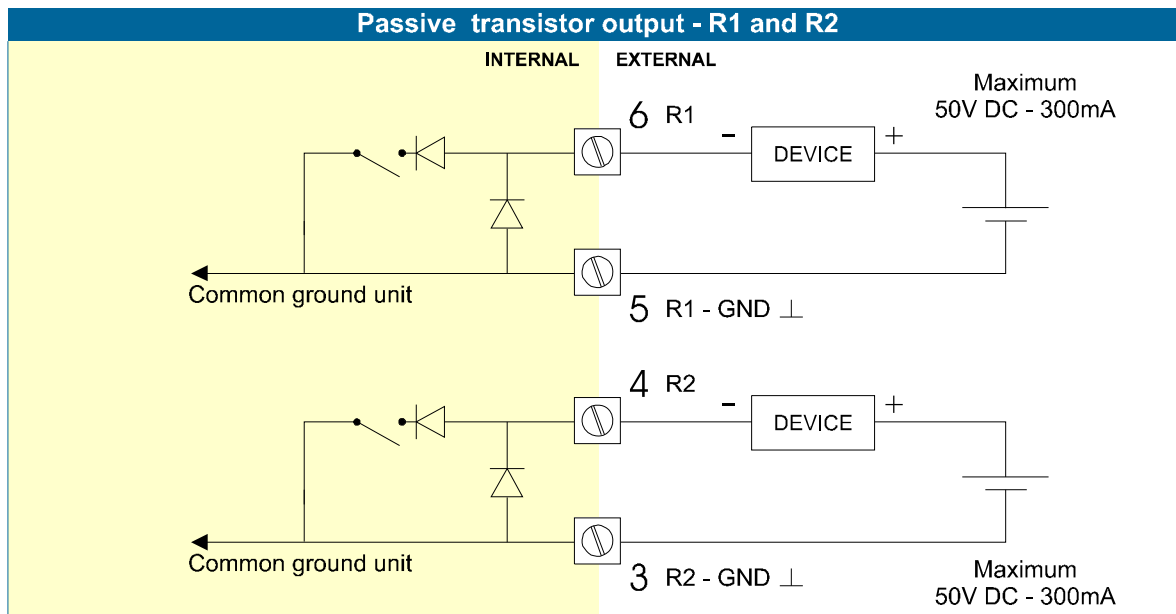 Passive transistor output - R1 and R2
INTERNAL EXTERNAL
Maximum
50V DC - 300mA
6 R1
- DEVICE +
Common ground unit
5 R1 - GND ⊥
4 R2
- DEVICE +
Common ground unit
3 R2 - GND ⊥
Maximum
50V DC - 300mA